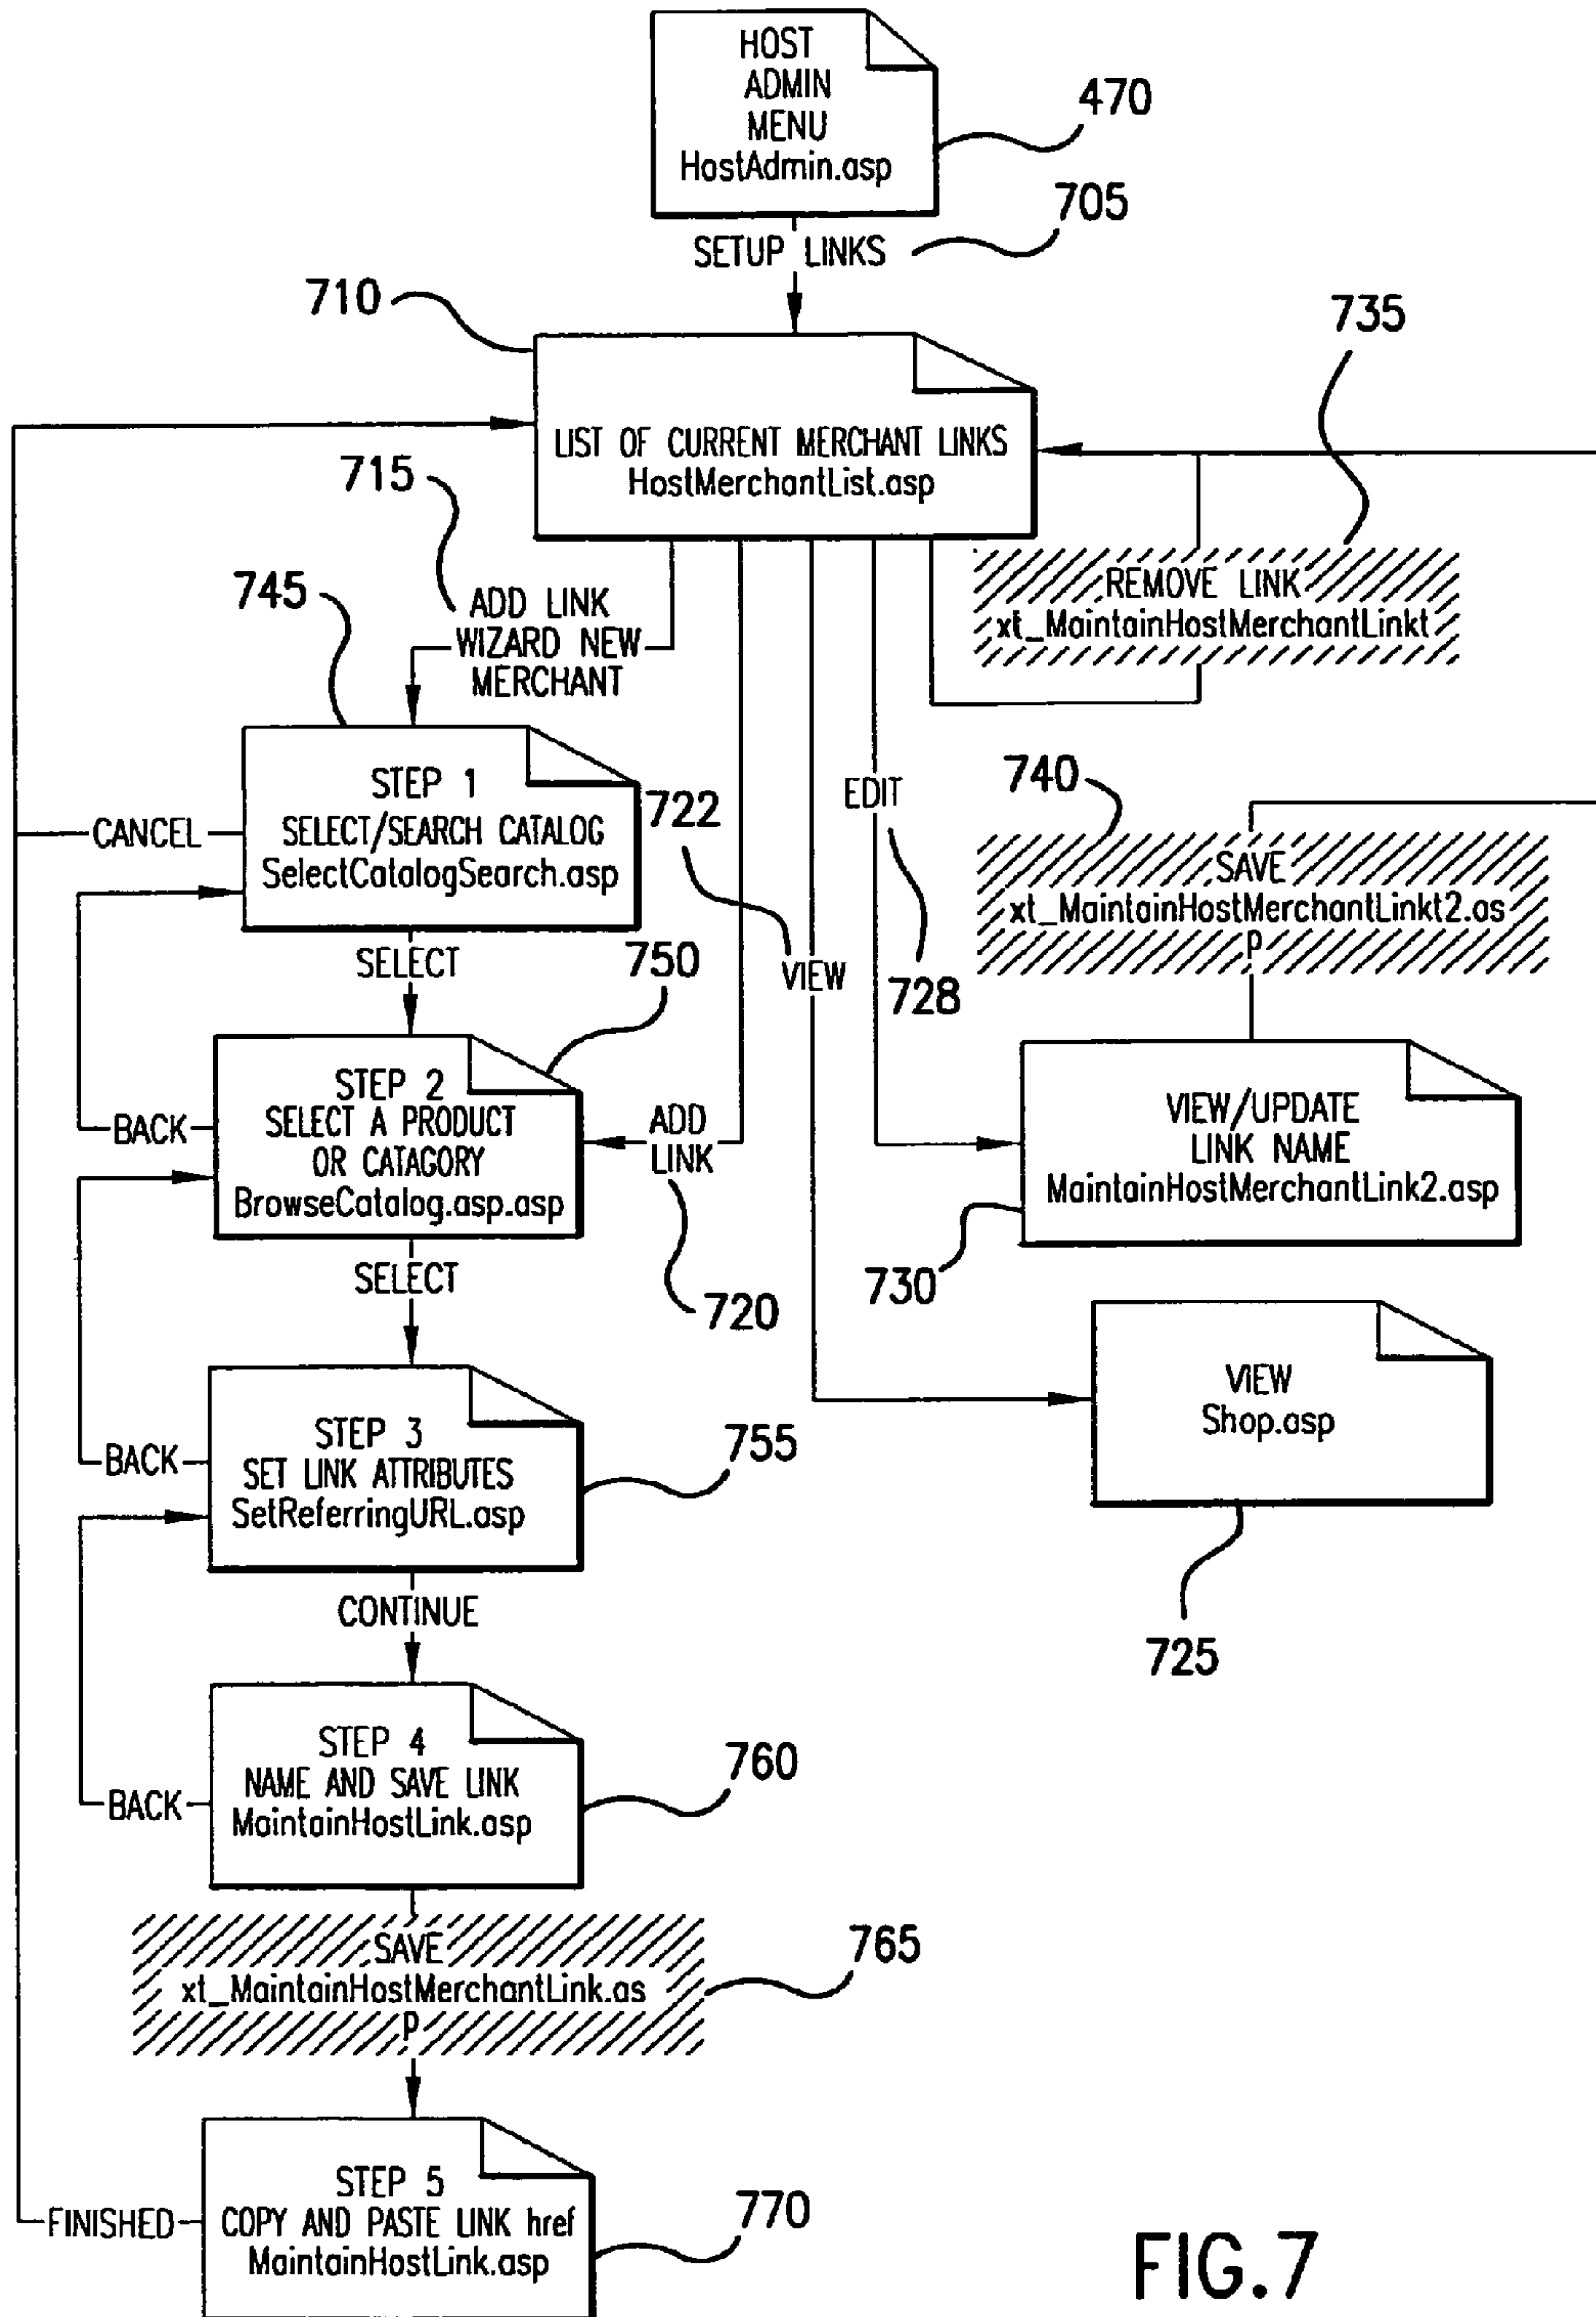 HOST
ADMIN
MENU
HostAdmin.asp
470
705
SETUP LINKS
710
735
LIST OF CURRENT MERCHANT LINKS
HostMerchantList.asp
715
REMOVE LINK
xt_MaintainHostMerchantLinkt
745
ADD LINK
WIZARD NEW
MERCHANT
740
STEP 1
SELECT/SEARCH CATALOG
SelectCatalogSearch.asp
CANCEL
722
EDIT
SAVE
xt_MaintainHostMerchantLinkt2.as
p
SELECT
750
VIEW
728
STEP 2
SELECT A PRODUCT
OR CATAGORY
BrowseCatalog.asp.asp
BACK
ADD
LINK
VIEW/UPDATE
LINK NAME
MaintainHostMerchantLink2.asp
SELECT
720
730
STEP 3
SET LINK ATTRIBUTES
SetReferringURL.asp
BACK
755
VIEW
Shop.asp
CONTINUE
725
STEP 4
NAME AND SAVE LINK
MaintainHostLink.asp
BACK
760
SAVE
xt_MaintainHostMerchantLink.as
p
765
STEP 5
COPY AND PASTE LINK href
MaintainHostLink.asp
FINISHED
770
FIG.7